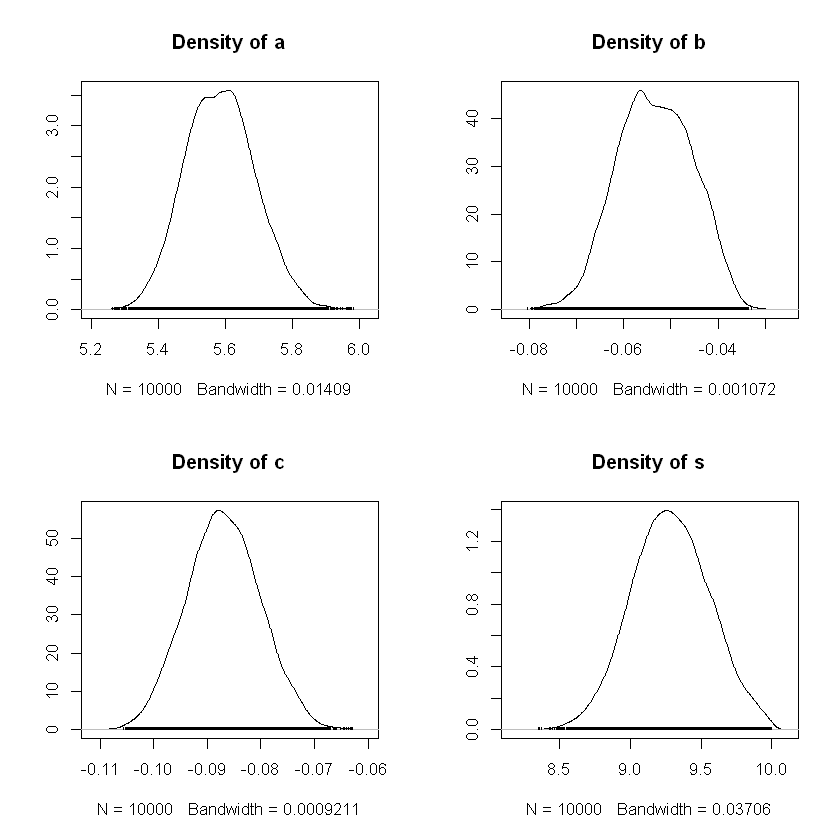 Density of a
3.0
2.0
1.0
0.0
5.2 5.4 5.6 5.8 6.0
N = 10000 Bandwidth = 0.01409
Density of b
40
30
20
10
0
-0.08 -0.06 -0.04
N = 10000 Bandwidth = 0.001072
Density of c
50
40
30
20
10
0
-0.11 -0.10 -0.09 -0.08 -0.07 -0.06
N = 10000 Bandwidth = 0.0009211
Density of s
1.2
0.8
0.4
0.0
8.5 9.0 9.5 10.0
N = 10000 Bandwidth = 0.03706